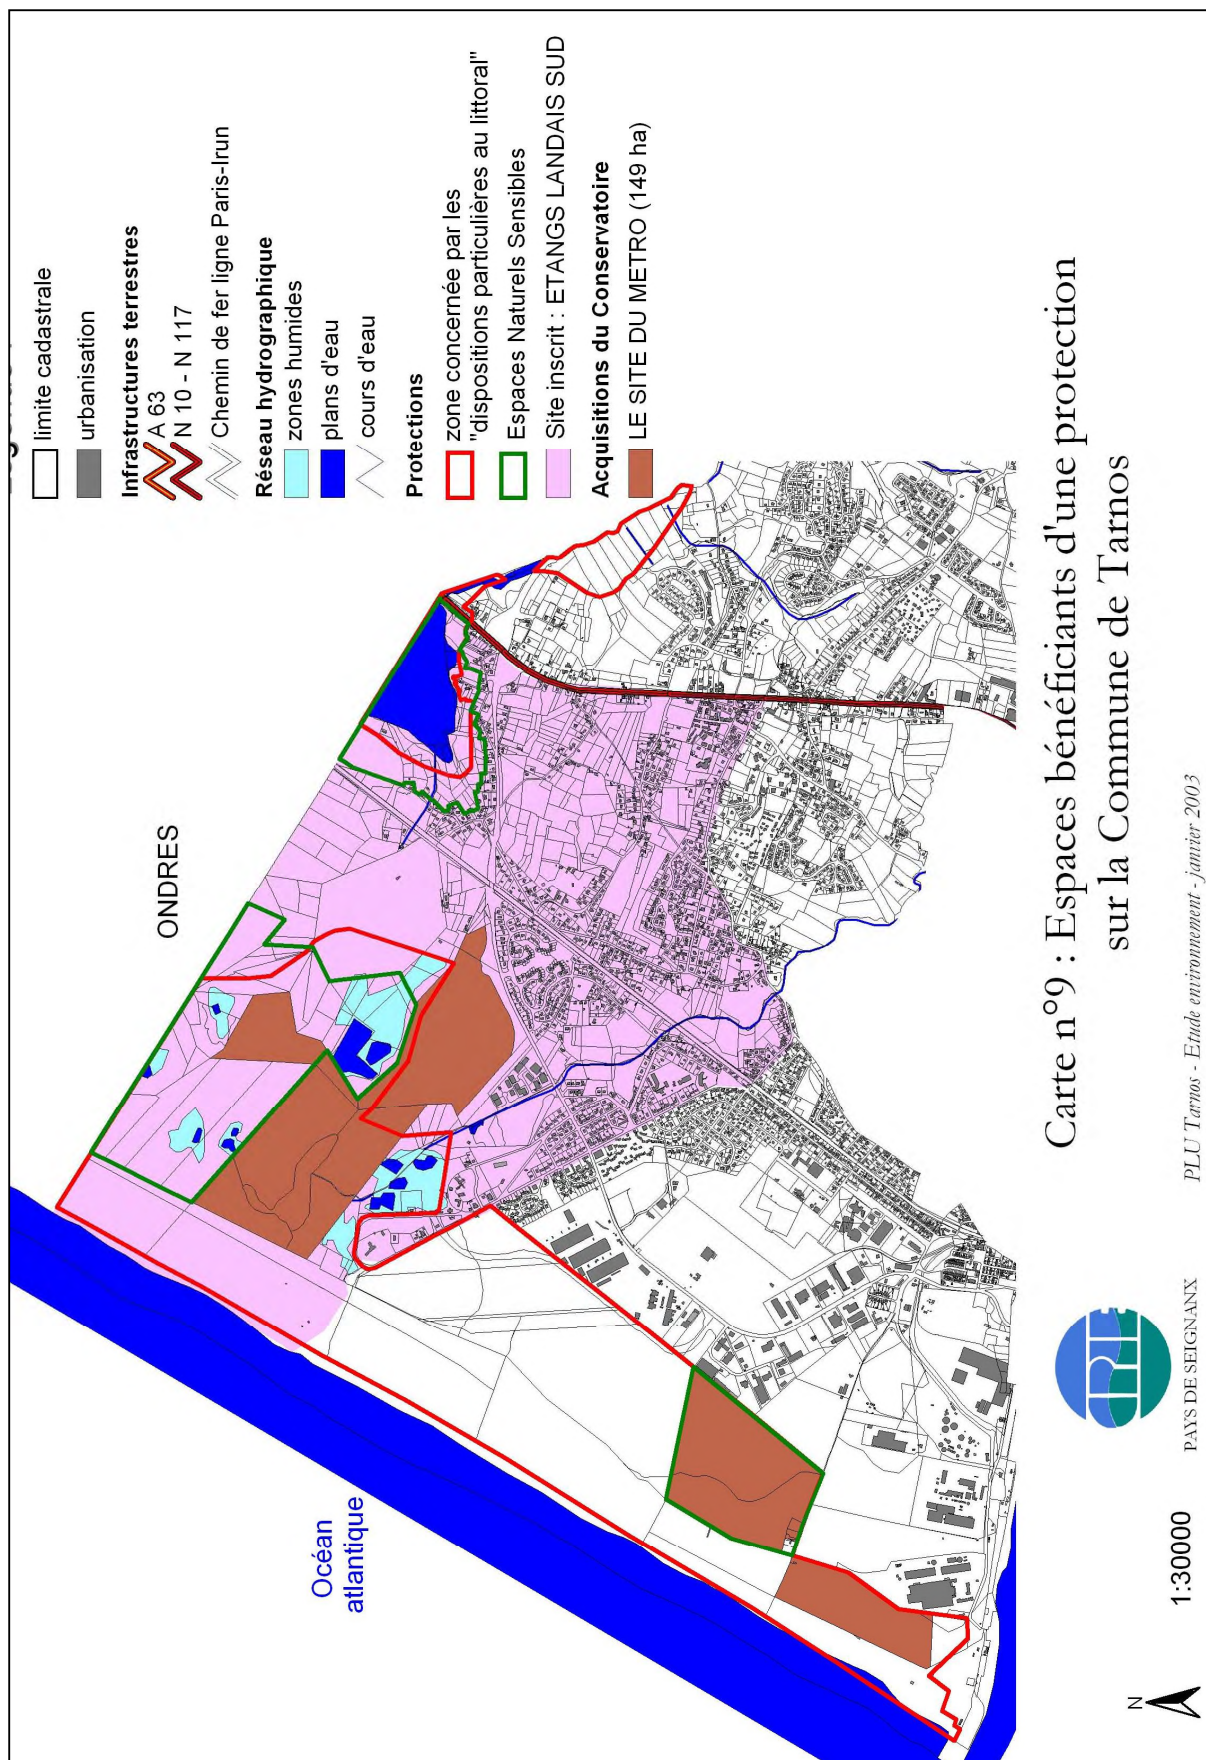 limite cadastrale
urbanisation
Infrastructures terrestres
A 63
N 10 - N 117
Chemin de fer ligne Paris-Irun
Réseau hydrographique
zones humides
plans d'eau
cours d'eau
Protections
zone concernée par les
"dispositions particulières au littoral"
Espaces Naturels Sensibles
Site inscrit : ETANGS LANDAIS SUD
Acquisitions du Conservatoire
LE SITE DU METRO (149 ha)
ONDRES
Océan
atlantique
Carte n°9 : Espaces bénéficiants d'une protection
sur la Commune de Tarnos
PLU Tarnos - Etude environnement - janvier 2003
PAYS DE SEIGNANX
1:30000
N